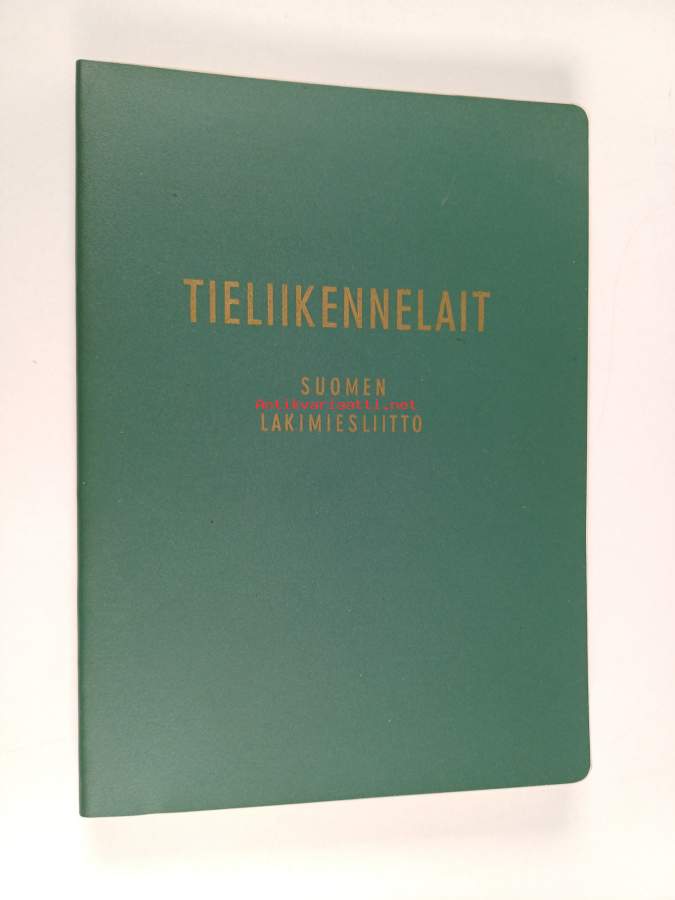 TIELIIKENNELAIT
SUOMEN
Antikvariaatti.net
LAKIMIESLIITTO